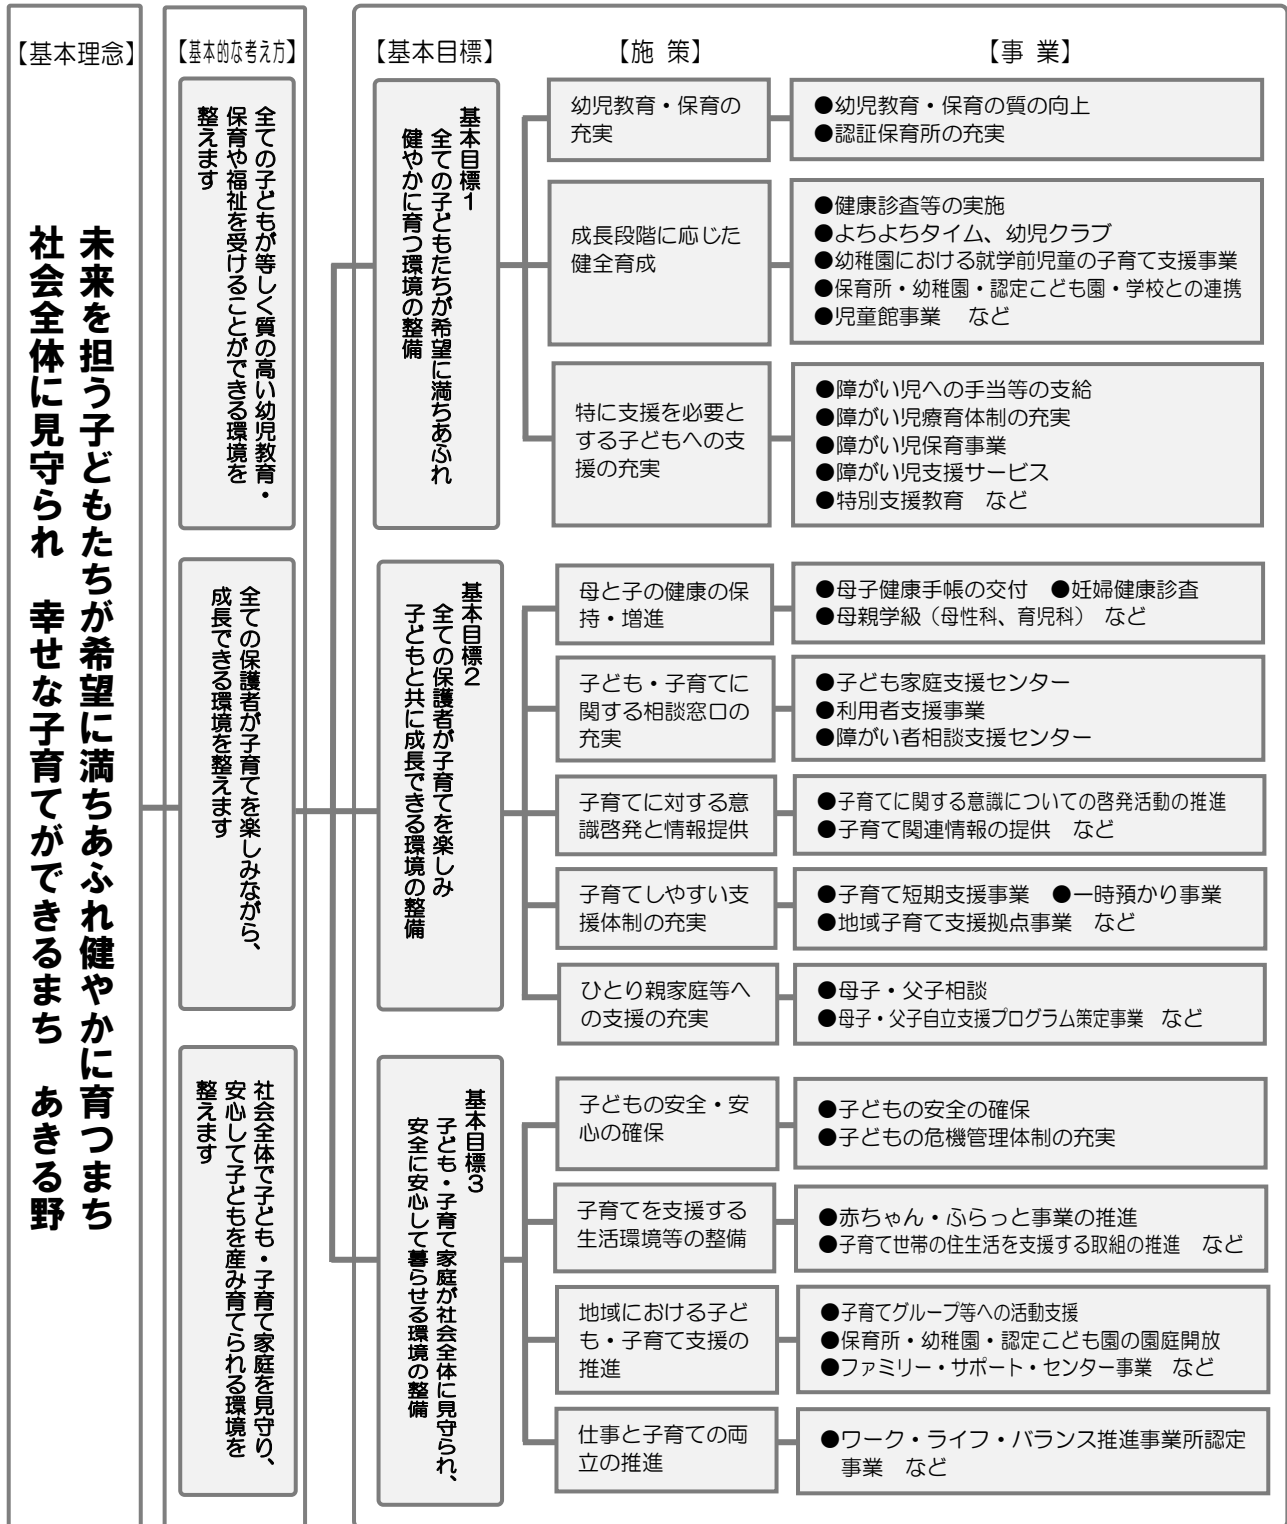 【基本理念】
未来を担う子どもたちが希望に満ちあふれ健やかに育つまち
社会全体に見守られ　幸せな子育てができるまち　あきる野
【基本的な考え方】
全ての子どもが等しく質の高い幼児教育・
保育や福祉を受けることができる環境を
整えます
全ての保護者が子育てを楽しみながら、
成長できる環境を整えます
社会全体で子ども・子育て家庭を見守り、
安心して子どもを産み育てられる環境を
整えます
【基本目標】
【施 策】
【事 業】
基本目標1
全ての子どもたちが希望に満ちあふれ
健やかに育つ環境の整備
幼児教育・保育の
充実
●幼児教育・保育の質の向上
●認証保育所の充実
成長段階に応じた
健全育成
●健康診査等の実施
●よちよちタイム、幼児クラブ
●幼稚園における就学前児童の子育て支援事業
●保育所・幼稚園・認定こども園・学校との連携
●児童館事業　など
特に支援を必要と
する子どもへの支
援の充実
●障がい児への手当等の支給
●障がい児療育体制の充実
●障がい児保育事業
●障がい児支援サービス
●特別支援教育　など
基本目標2
全ての保護者が子育てを楽しみ
子どもと共に成長できる環境の整備
母と子の健康の保
持・増進
●母子健康手帳の交付　●妊婦健康診査
●母親学級（母性科、育児科）など
子ども・子育てに
関する相談窓口の
充実
●子ども家庭支援センター
●利用者支援事業
●障がい者相談支援センター
子育てに対する意
識啓発と情報提供
●子育てに関する意識についての啓発活動の推進
●子育て関連情報の提供　など
子育てしやすい支
援体制の充実
●子育て短期支援事業　●一時預かり事業
●地域子育て支援拠点事業　など
ひとり親家庭等へ
の支援の充実
●母子・父子相談
●母子・父子自立支援プログラム策定事業　など
基本目標3
子ども・子育て家庭が社会全体に見守られ、
安全に安心して暮らせる環境の整備
子どもの安全・安
心の確保
●子どもの安全の確保
●子どもの危機管理体制の充実
子育てを支援する
生活環境等の整備
●赤ちゃん・ふらっと事業の推進
●子育て世帯の住生活を支援する取組の推進　など
地域における子ど
も・子育て支援の
推進
●子育てグループ等への活動支援
●保育所・幼稚園・認定こども園の園庭開放
●ファミリー・サポート・センター事業　など
仕事と子育ての両
立の推進
●ワーク・ライフ・バランス推進事業所認定
事業　など